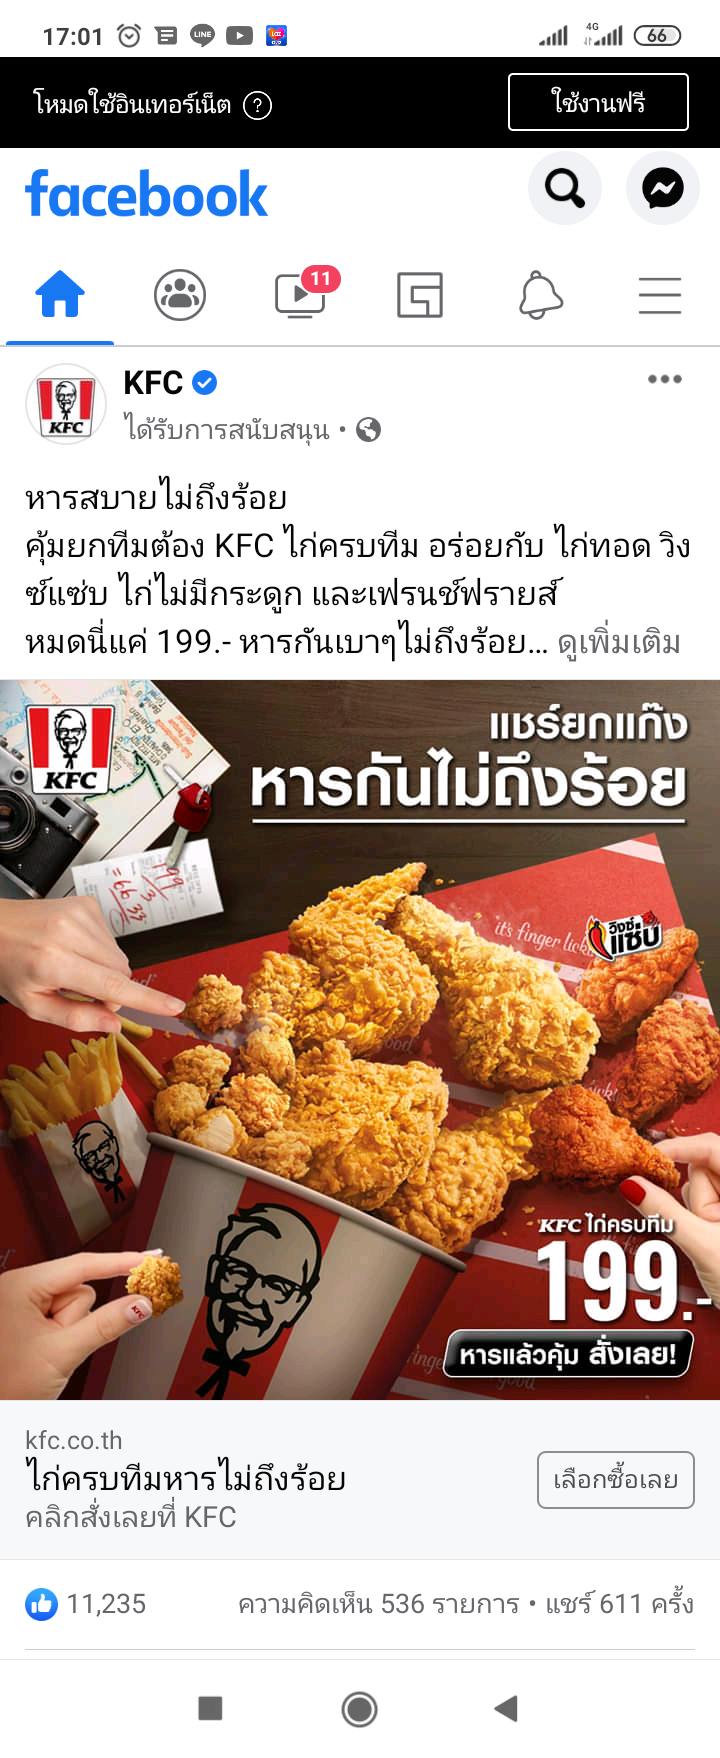 17:01
LINE
4G
66
โหมดใช้อินเทอร์เน็ต ?
ใช้งานฟรี
facebook
11
KFC
ได้รับการสนับสนุน •
หารสบายไม่ถึงร้อย
คุ้มยกทีมต้อง KFC ไก่ครบทีม อร่อยกับ ไก่ทอด วิง
ซ์แซ่บ ไก่ไม่มีกระดูก และเฟรนช์ฟรายส์
หมดนี่แค่ 199.- หารกันเบาๆไม่ถึงร้อย... ดูเพิ่มเติม
KFC
แชร์ยกแก๊ง
หารกันไม่ถึงร้อย
199
/3
= 66.33
it's finger lick
วิงซ์
แซ่บ
good
KFC ไก่ครบทีม
199.-
หารแล้วคุ้ม สั่งเลย!
KFC
kfc.co.th
ไก่ครบทีมหารไม่ถึงร้อย
คลิกสั่งเลยที่ KFC
เลือกซื้อเลย
11,235
ความคิดเห็น 536 รายการ • แชร์ 611 ครั้ง